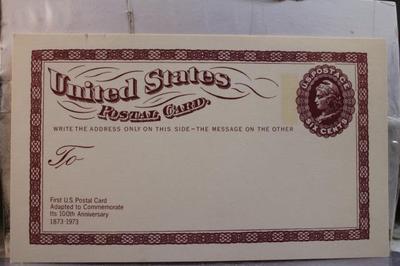 United States
POSTAL CARD.
U.S. POSTAGE
SIX CENTS
WRITE THE ADDRESS ONLY ON THIS SIDE-THE MESSAGE ON THE OTHER
To
First U.S. Postal Card
Adapted to Commemorate
Its 100th Anniversary
1873-1973